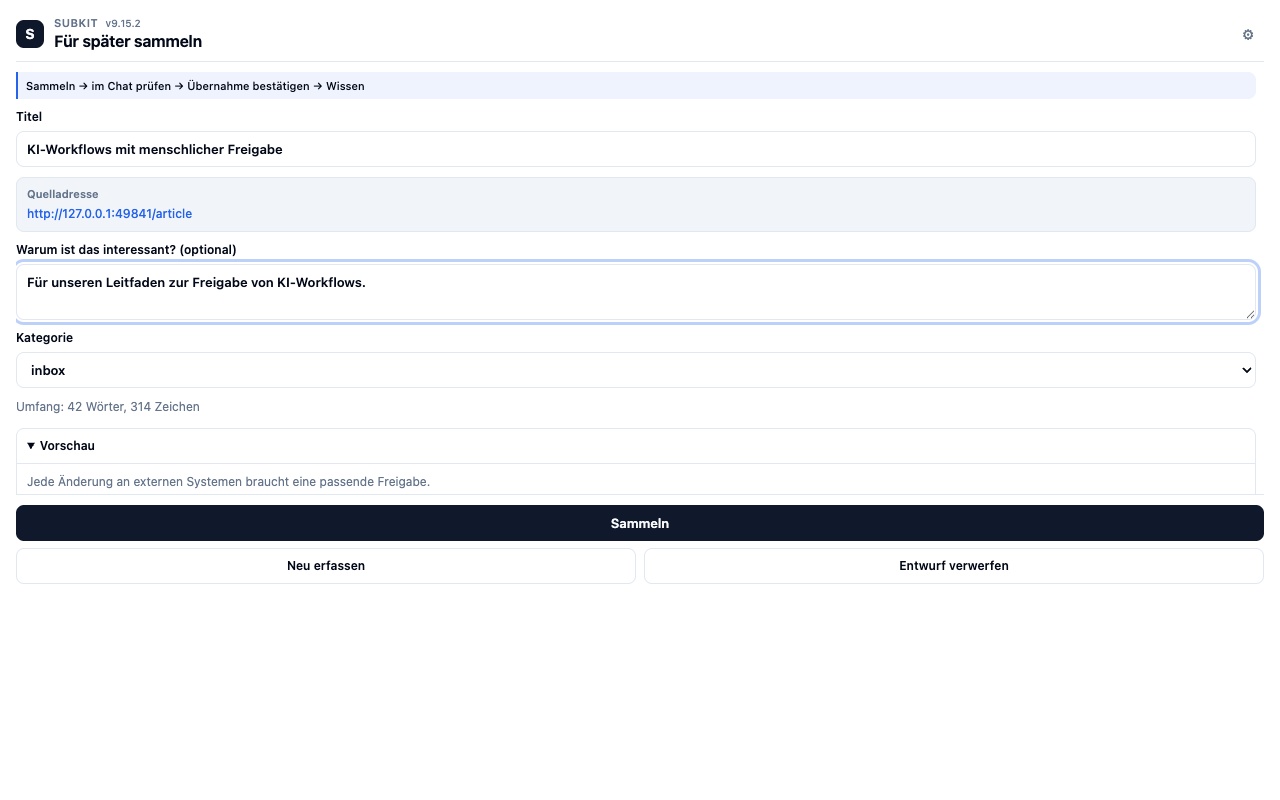 S
SUBKIT v9.15.2
Für später sammeln
Sammeln → im Chat prüfen → Übernahme bestätigen → Wissen
Titel
KI-Workflows mit menschlicher Freigabe
Quelladresse
http://127.0.0.1:49841/article
Warum ist das interessant? (optional)
Für unseren Leitfaden zur Freigabe von KI-Workflows.
Kategorie
inbox
Umfang: 42 Wörter, 314 Zeichen
▼ Vorschau
Jede Änderung an externen Systemen braucht eine passende Freigabe.
Sammeln
Neu erfassen
Entwurf verwerfen